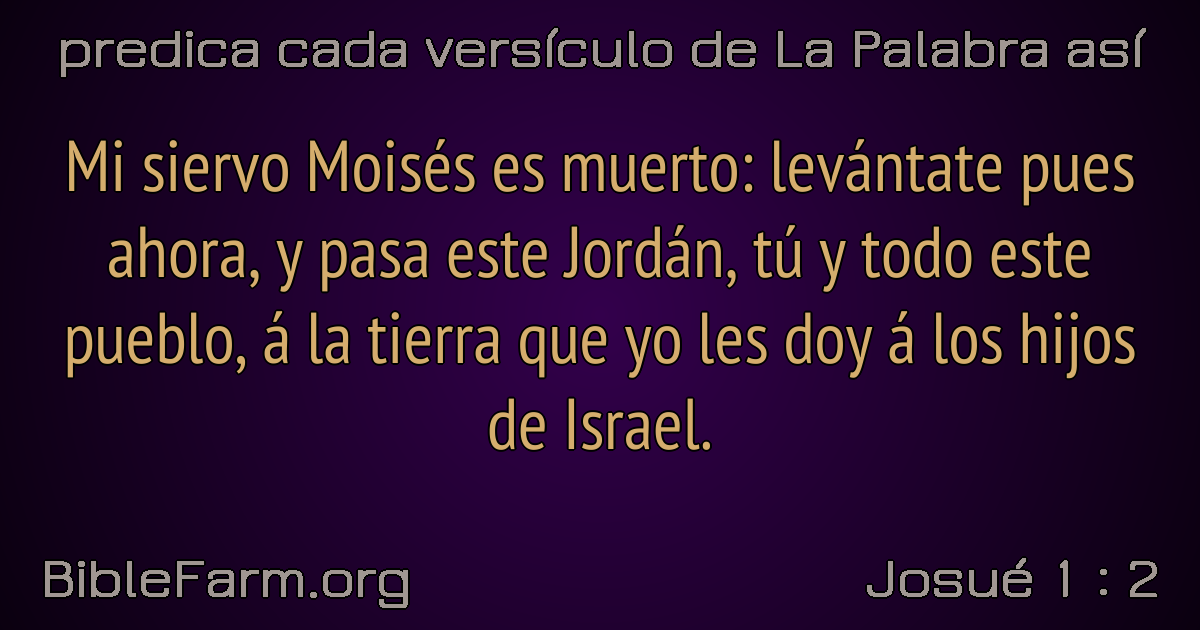 predica cada versículo de La Palabra así
Mi siervo Moisés es muerto: levántate pues
ahora, y pasa este Jordán, tú y todo este
pueblo, á la tierra que yo les doy á los hijos
de Israel.
BibleFarm.org
Josué 1 : 2